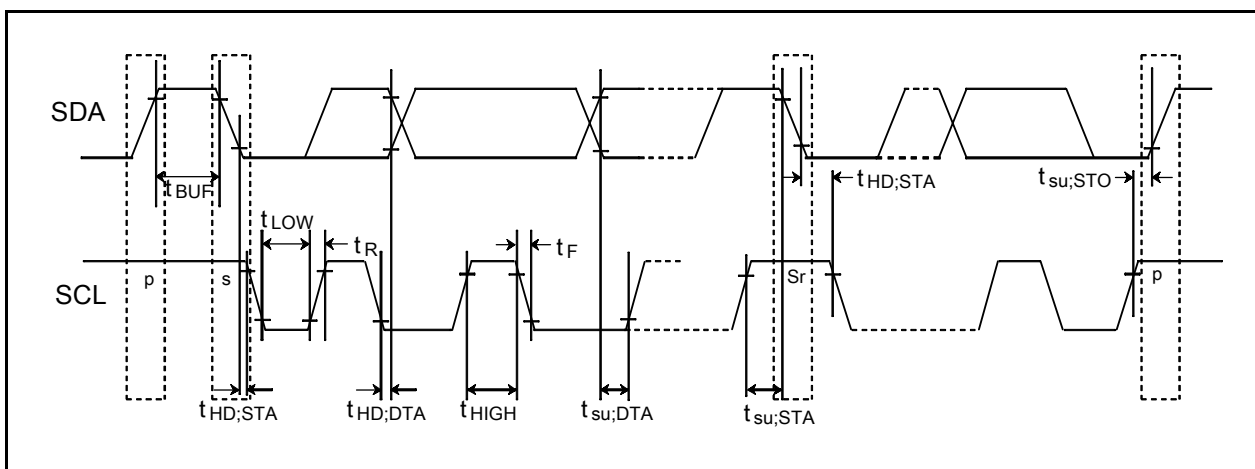 SDA
tBUF
tHD;STA
tsu;STO
tLOW
tR
tF
SCL
p
s
Sr
p
tHD;STA
tHD;DTA
tHIGH
tsu;DTA
tsu;STA